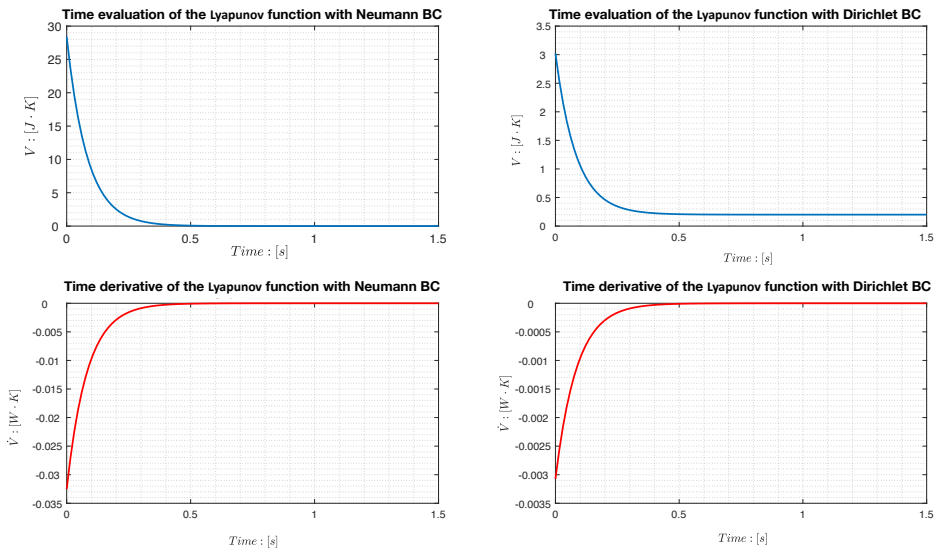 Time evaluation of the Lyapunov function with Neumann BC
30
25
20
15
10
5
0
V : [J · K]
0 0.5 1 1.5
Time : [s]
Time evaluation of the Lyapunov function with Dirichlet BC
3.5
3
2.5
2
1.5
1
0.5
0
V : [J · K]
0 0.5 1 1.5
Time : [s]
Time derivative of the Lyapunov function with Neumann BC
0
-0.005
-0.01
-0.015
-0.02
-0.025
-0.03
-0.035
V̇ : [W · K]
0 0.5 1 1.5
Time : [s]
Time derivative of the Lyapunov function with Dirichlet BC
0
-0.0005
-0.001
-0.0015
-0.002
-0.0025
-0.003
-0.0035
V̇ : [W · K]
0 0.5 1 1.5
Time : [s]